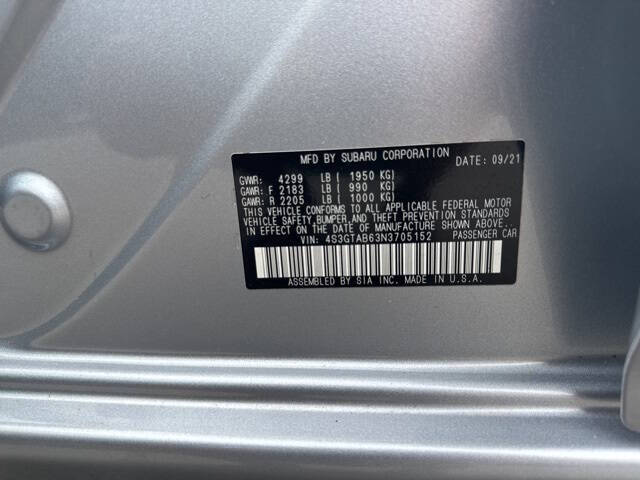 MFD BY SUBARU CORPORATION DATE: 09/21
GVWR: 4299 LB ( 1950 KG)
GAWR: F 2183 LB ( 990 KG)
GAWR: R 2205 LB ( 1000 KG)
THIS VEHICLE CONFORMS TO ALL APPLICABLE FEDERAL MOTOR
VEHICLE SAFETY, BUMPER, AND THEFT PREVENTION STANDARDS
IN EFFECT ON THE DATE OF MANUFACTURE SHOWN ABOVE.
VIN: 4S3GTAB63N3705152 PASSENGER CAR
ASSEMBLED BY SIA INC. MADE IN U.S.A.